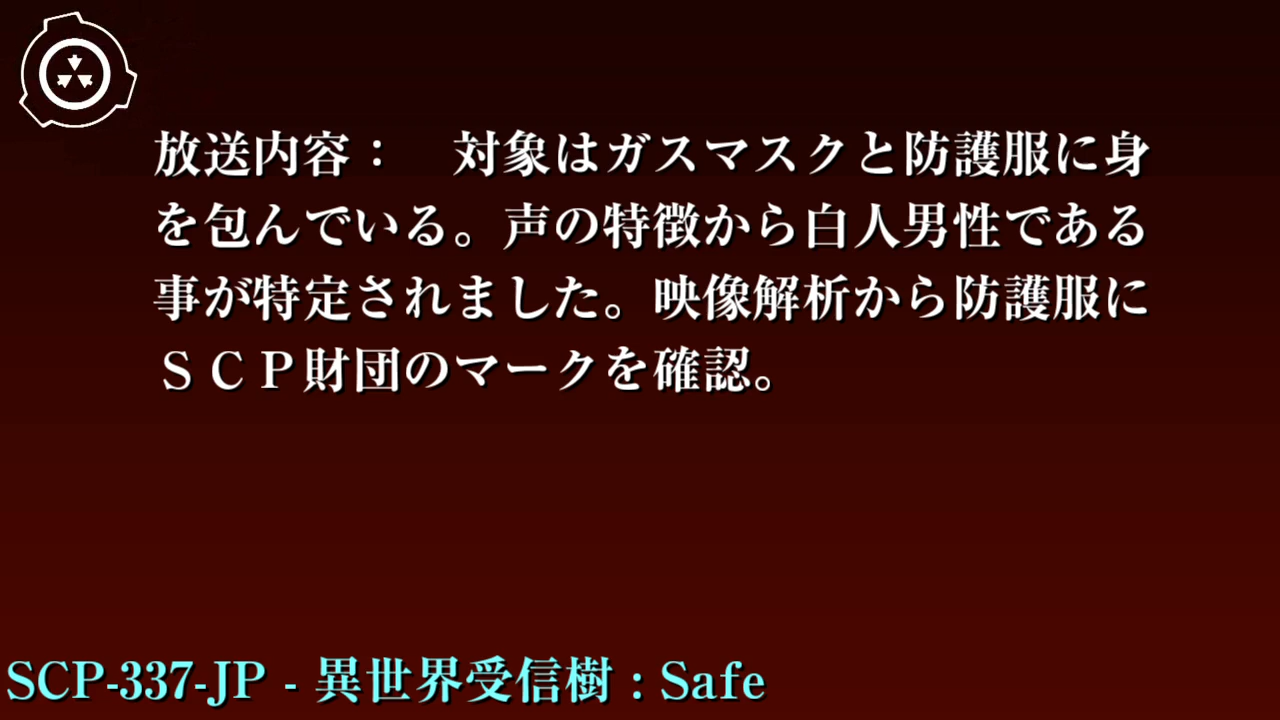 放送内容：　対象はガスマスクと防護服に身
を包んでいる。声の特徴から白人男性である
事が特定されました。映像解析から防護服に
ＳＣＰ財団のマークを確認。
SCP-337-JP - 異世界受信樹 : Safe